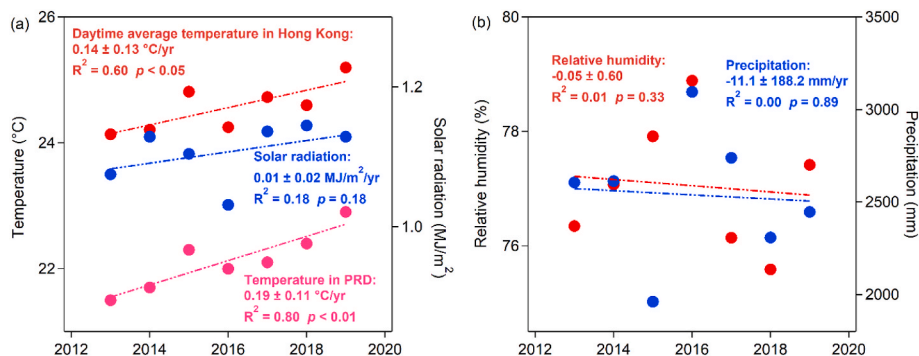 (a)
26
24
22
Temperature (°C)
Daytime average temperature in Hong Kong:
0.14 ± 0.13 °C/yr
R² = 0.60 p < 0.05
Solar radiation:
0.01 ± 0.02 MJ/m²/yr
R² = 0.18 p = 0.18
Temperature in PRD:
0.19 ± 0.11 °C/yr
R² = 0.80 p < 0.01
1.2
1.0
Solar radiation (MJ/m²)
2012 2014 2016 2018 2020
(b)
80
78
76
Relative humidity (%)
Relative humidity:
-0.05 ± 0.60
R² = 0.01 p = 0.33
Precipitation:
-11.1 ± 188.2 mm/yr
R² = 0.00 p = 0.89
3500
3000
2500
2000
Precipitation (mm)
2012 2014 2016 2018 2020